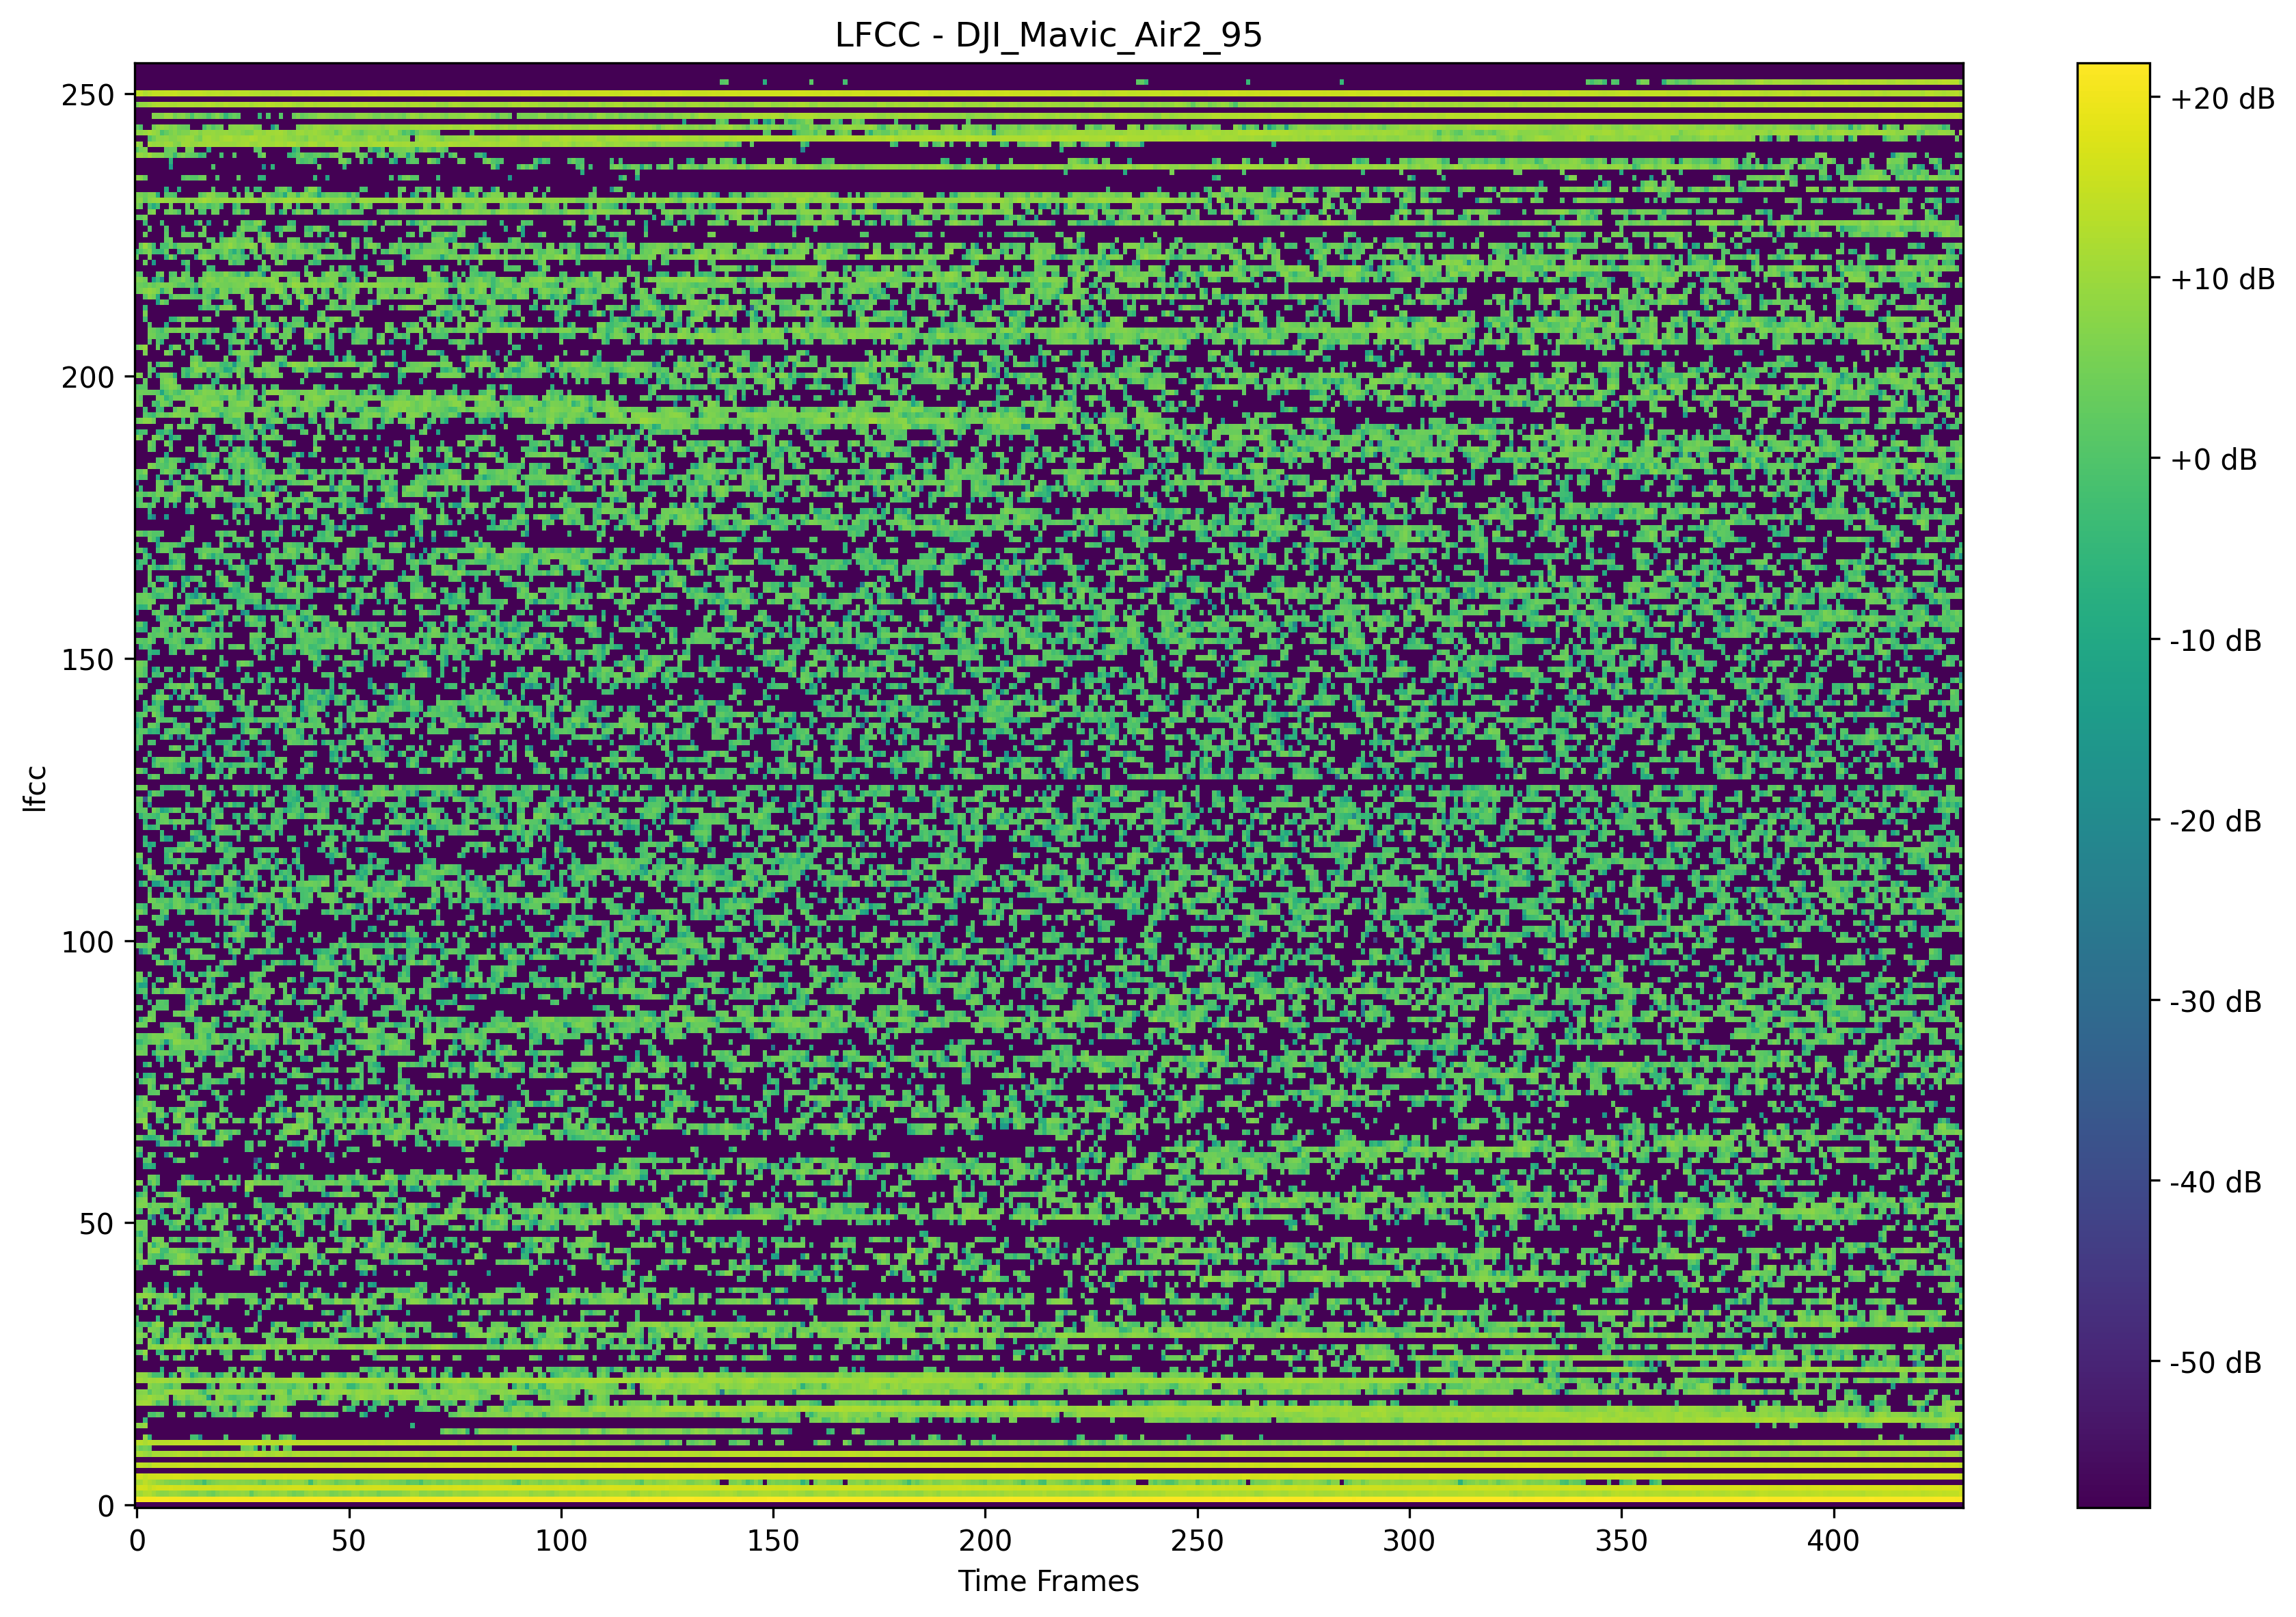 LFCC - DJI_Mavic_Air2_95
250
200
150
100
50
0
lfcc
0 50 100 150 200 250 300 350 400
Time Frames
+20 dB
+10 dB
+0 dB
-10 dB
-20 dB
-30 dB
-40 dB
-50 dB